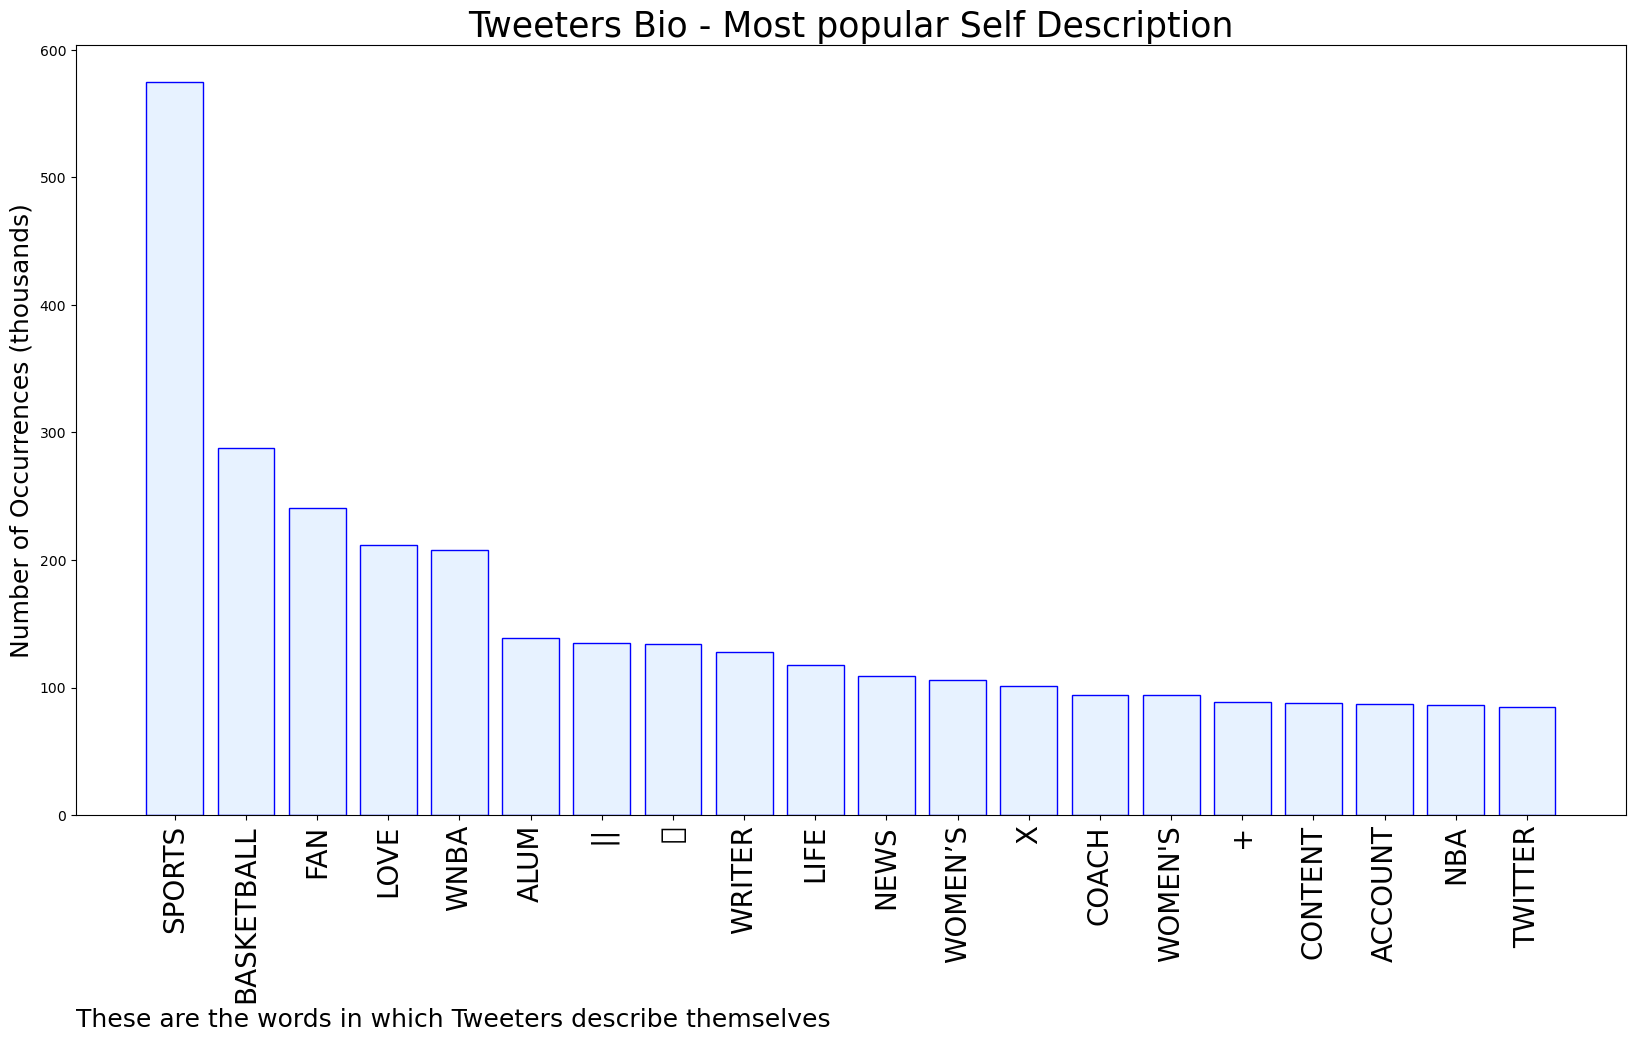 Tweeters Bio - Most popular Self Description
Number of Occurrences (thousands)
600
500
400
300
200
100
0
SPORTS
BASKETBALL
FAN
LOVE
WNBA
ALUM
||
WRITER
LIFE
NEWS
WOMEN’S
X
COACH
WOMEN'S
+
CONTENT
ACCOUNT
NBA
TWITTER
These are the words in which Tweeters describe themselves